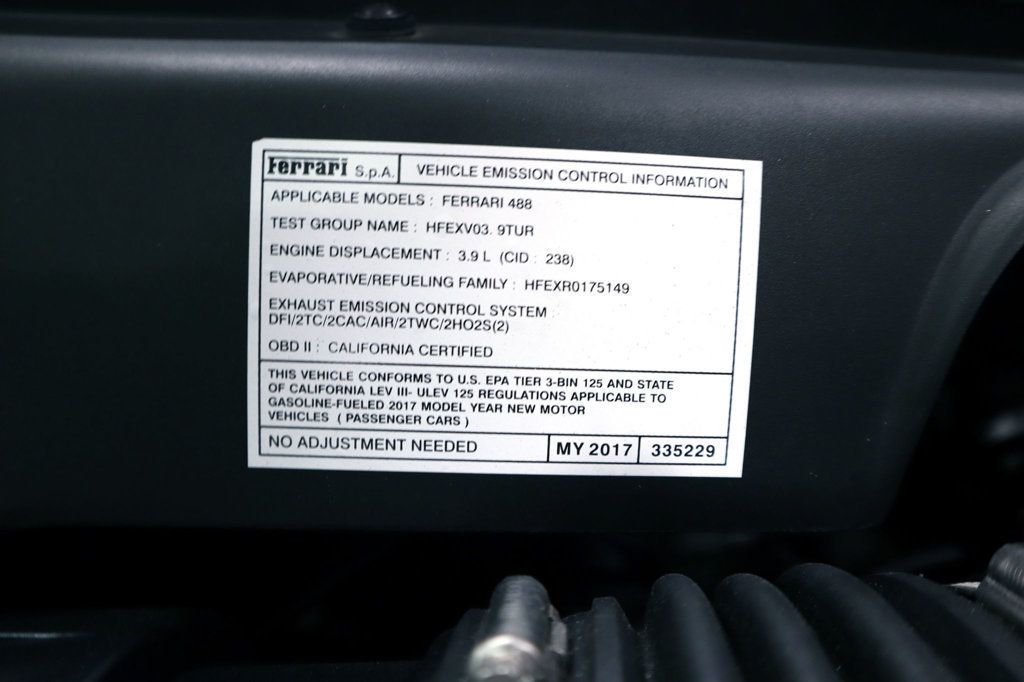 Ferrari S.p.A. VEHICLE EMISSION CONTROL INFORMATION
APPLICABLE MODELS : FERRARI 488
TEST GROUP NAME : HFEXV03. 9TUR
ENGINE DISPLACEMENT : 3.9 L (CID : 238)
EVAPORATIVE/REFUELING FAMILY : HFEXR0175149
EXHAUST EMISSION CONTROL SYSTEM :
DFI/2TC/2CAC/AIR/2TWC/2HO2S(2)
OBD II : CALIFORNIA CERTIFIED
THIS VEHICLE CONFORMS TO U.S. EPA TIER 3-BIN 125 AND STATE
OF CALIFORNIA LEV III- ULEV 125 REGULATIONS APPLICABLE TO
GASOLINE-FUELED 2017 MODEL YEAR NEW MOTOR
VEHICLES ( PASSENGER CARS )
NO ADJUSTMENT NEEDED MY 2017 335229